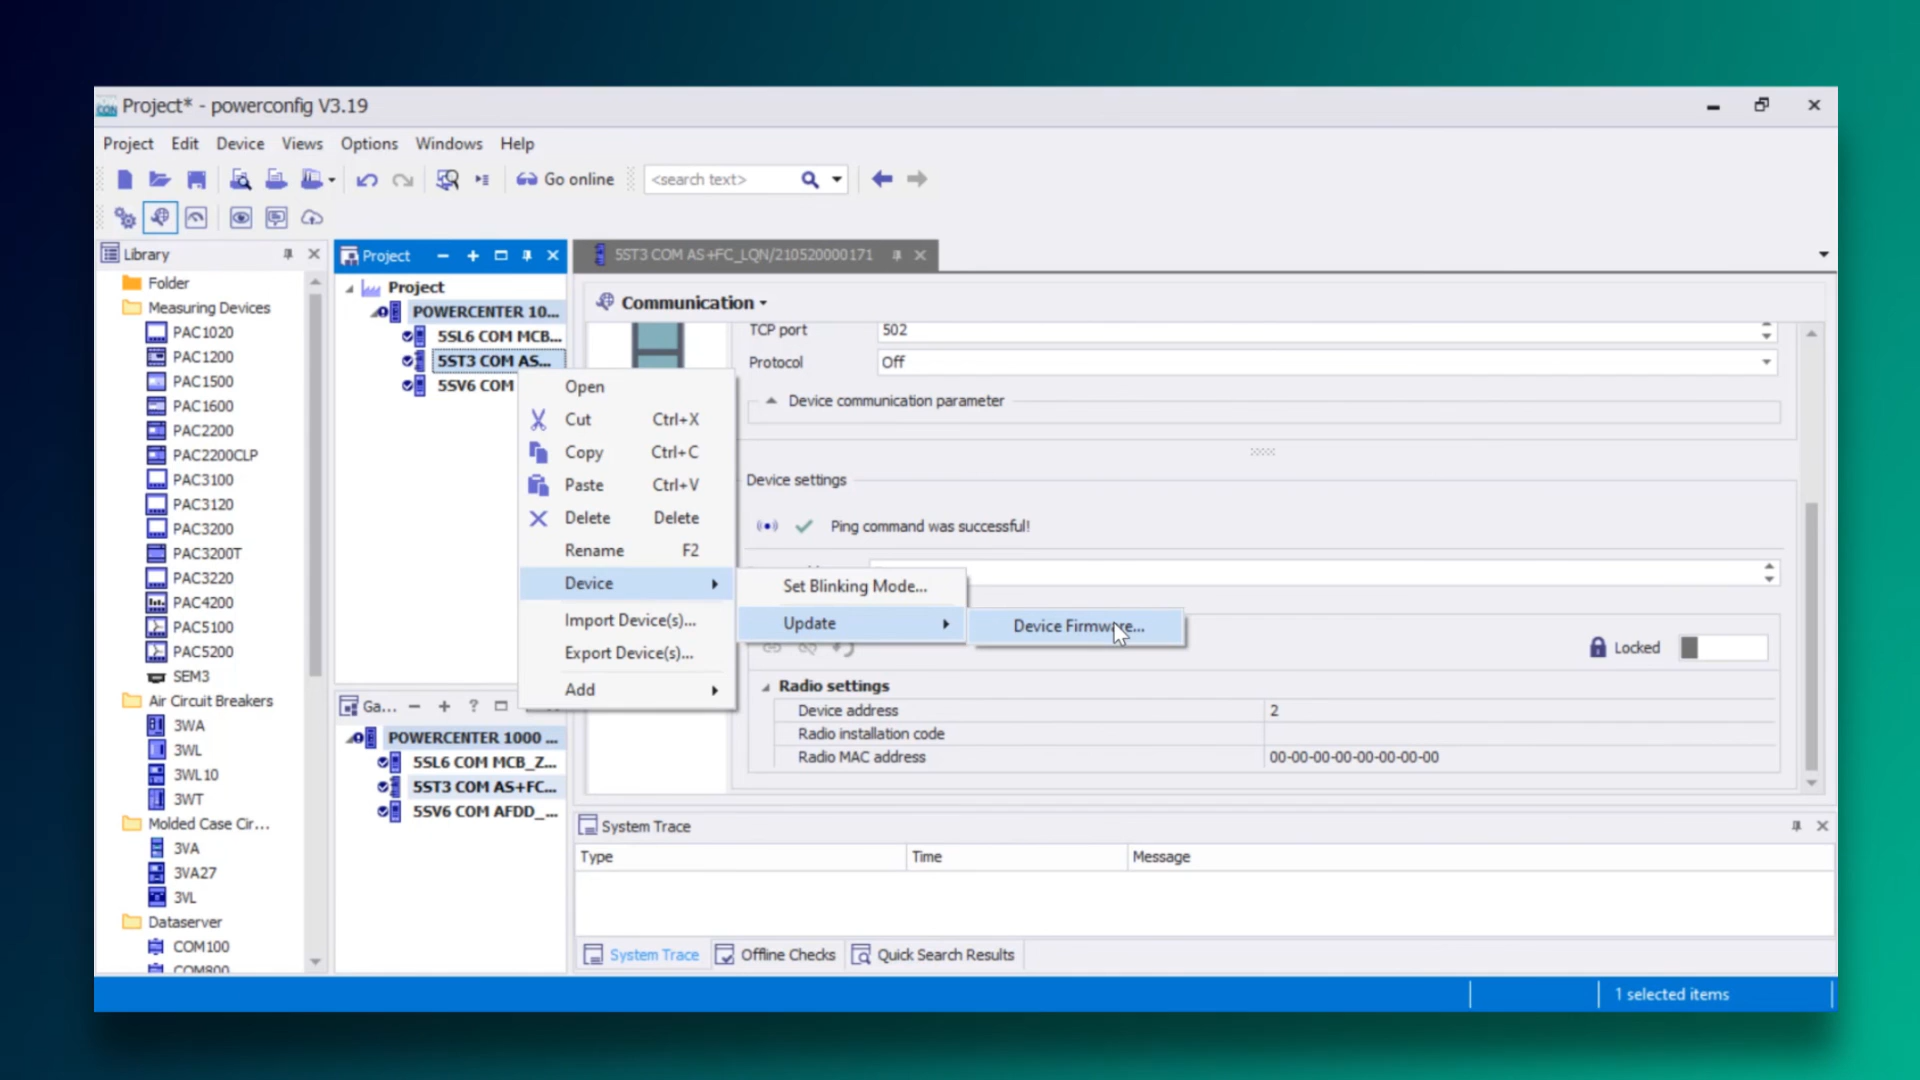 Project* - powerconfig V3.19
Project Edit Device Views Options Windows Help
Go online
<search text>
Library
Folder
Measuring Devices
PAC1020
PAC1200
PAC1500
PAC1600
PAC2200
PAC2200CLP
PAC3100
PAC3120
PAC3200
PAC3200T
PAC3220
PAC4200
PAC5100
PAC5200
SEM3
Air Circuit Breakers
3WA
3WL
3WL10
3WT
Molded Case Cir...
3VA
3VA27
3VL
Dataserver
COM100
COM800
Project
Project
POWERCENTER 10...
5SL6 COM MCB...
5ST3 COM AS...
5SV6 COM
Open
Cut Ctrl+X
Copy Ctrl+C
Paste Ctrl+V
Delete Delete
Rename F2
Device
Import Device(s)...
Export Device(s)...
Add
Set Blinking Mode...
Update
Device Firmware...
Ga...
POWERCENTER 1000 ...
5SL6 COM MCB_Z...
5ST3 COM AS+FC...
5SV6 COM AFDD_...
5ST3 COM AS+FC_LQN/210520000171
Communication
TCP port 502
Protocol Off
Device communication parameter
Device settings
Ping command was successful!
Locked
Radio settings
Device address 2
Radio installation code
Radio MAC address 00-00-00-00-00-00-00-00
System Trace
Type Time Message
System Trace Offline Checks Quick Search Results
1 selected items